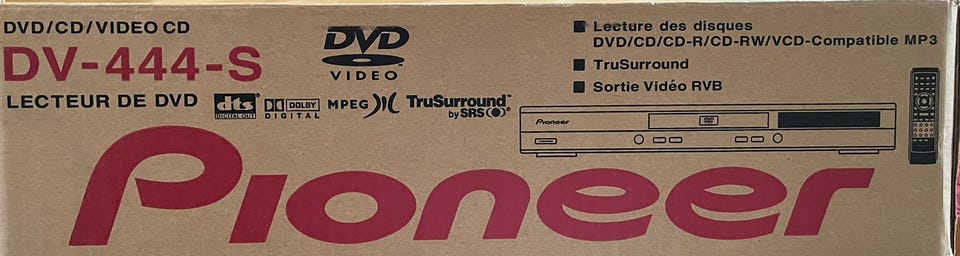 DVD/CD/VIDEO CD
DV-444-S
LECTEUR DE DVD
DVD
VIDEO
dts
DIGITAL OUT
DOLBY
DIGITAL
MPEG
TruSurround™
by SRS
Lecture des disques
DVD/CD/CD-R/CD-RW/VCD-Compatible MP3
TruSurround
Sortie Vidéo RVB
Pioneer
Pioneer